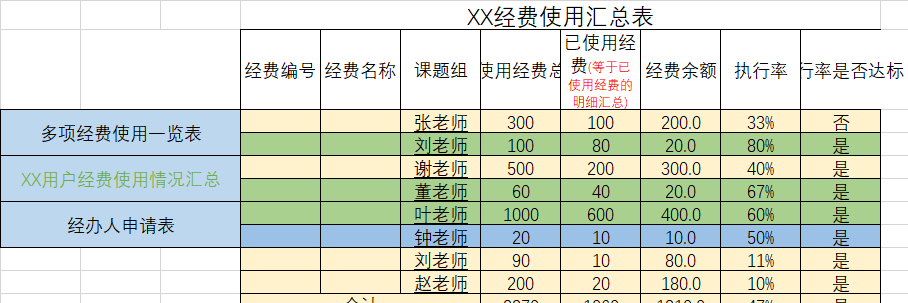 XX经费使用汇总表
经费编号 经费名称 课题组 使用经费总 已使用经费(等于已使用经费的明细汇总) 经费余额 执行率 行率是否达标
多项经费使用一览表
张老师 300 100 200.0 33% 否
刘老师 100 80 20.0 80% 是
XX用户经费使用情况汇总
谢老师 500 200 300.0 40% 是
董老师 60 40 20.0 67% 是
经办人申请表
叶老师 1000 600 400.0 60% 是
钟老师 20 10 10.0 50% 是
刘老师 90 10 80.0 11% 是
赵老师 200 20 180.0 10% 是
合计 2270 1060 1210.0 47% 是